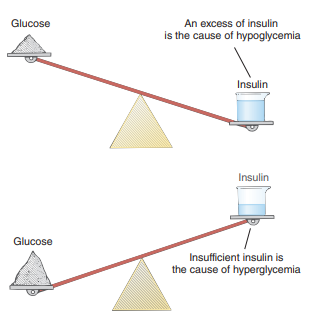 Glucose
An excess of insulin
is the cause of hypoglycemia
Insulin
Insulin
Glucose
Insufficient insulin is
the cause of hyperglycemia